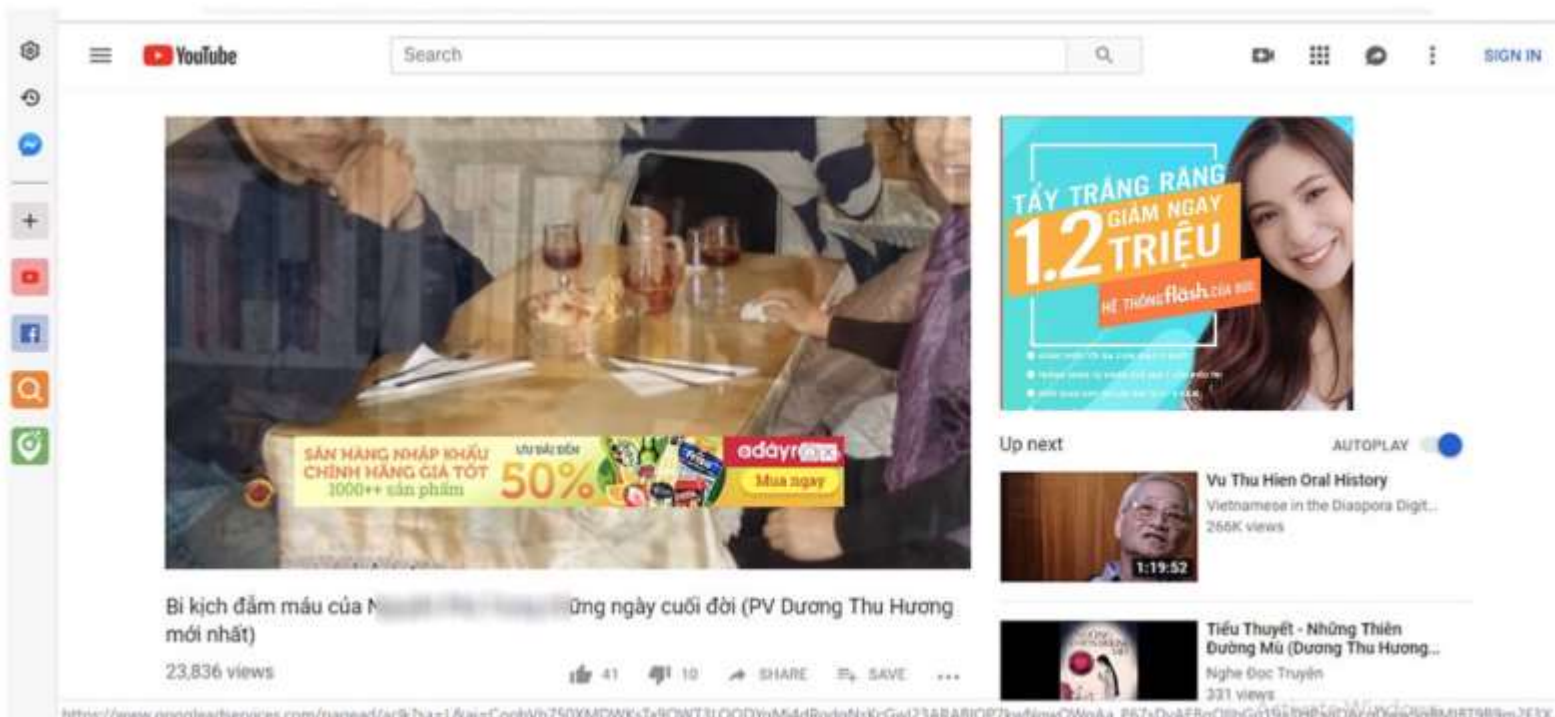 YouTube
Search
SIGN IN
TẨY TRẮNG RĂNG
GIẢM NGAY
1.2 TRIỆU
HỆ THỐNG flash CỦA ĐỨC
SĂN HÀNG NHẬP KHẨU
CHÍNH HÃNG GIÁ TỐT
1000++ sản phẩm
ƯU ĐÃI ĐẾN
50%
adayr
Mua ngay
Up next
AUTOPLAY
Vu Thu Hien Oral History
Vietnamese in the Diaspora Digit...
266K views
1:19:52
Bi kịch đẫm máu của N ững ngày cuối đời (PV Dương Thu Hương
mới nhất)
23,836 views
41
10
SHARE
SAVE
Tiểu Thuyết - Những Thiên
Đường Mù (Dương Thu Hương...
Nghe Đọc Truyện
331 views